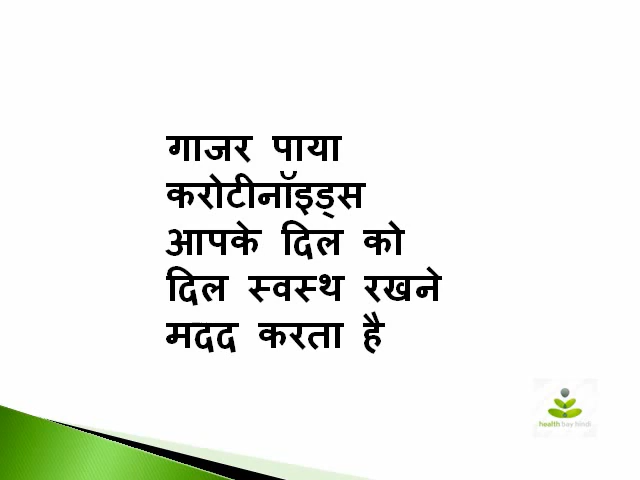 गाजर पाया
करोटीनॉइड्स
आपके दिल को
दिल स्वस्थ रखने
मदद करता है
health bay hindi